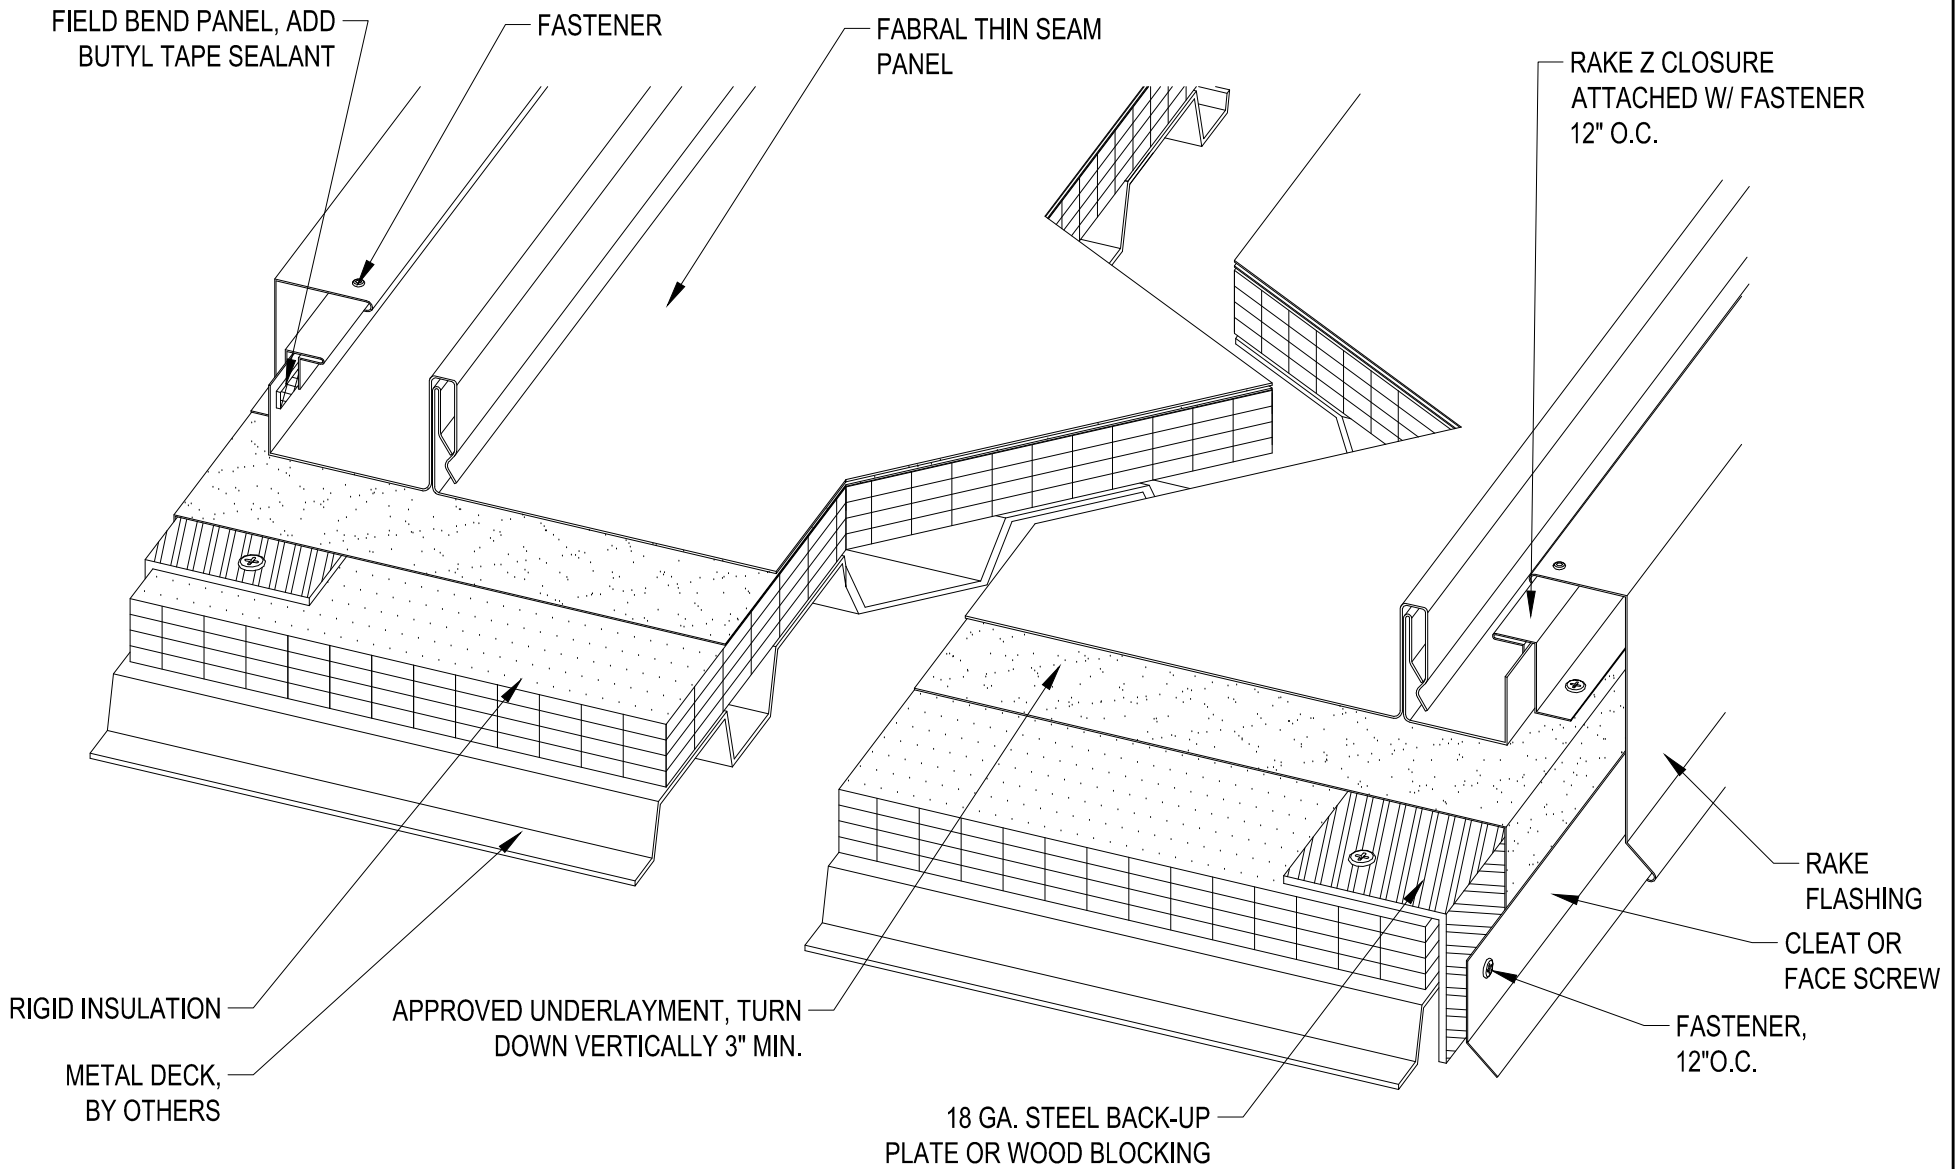 FIELD BEND PANEL, ADD
BUTYL TAPE SEALANT
FASTENER
FABRAL THIN SEAM
PANEL
RAKE Z CLOSURE
ATTACHED W/ FASTENER
12" O.C.
RAKE
FLASHING
CLEAT OR
FACE SCREW
FASTENER,
12"O.C.
RIGID INSULATION
METAL DECK,
BY OTHERS
APPROVED UNDERLAYMENT, TURN
DOWN VERTICALLY 3" MIN.
18 GA. STEEL BACK-UP
PLATE OR WOOD BLOCKING